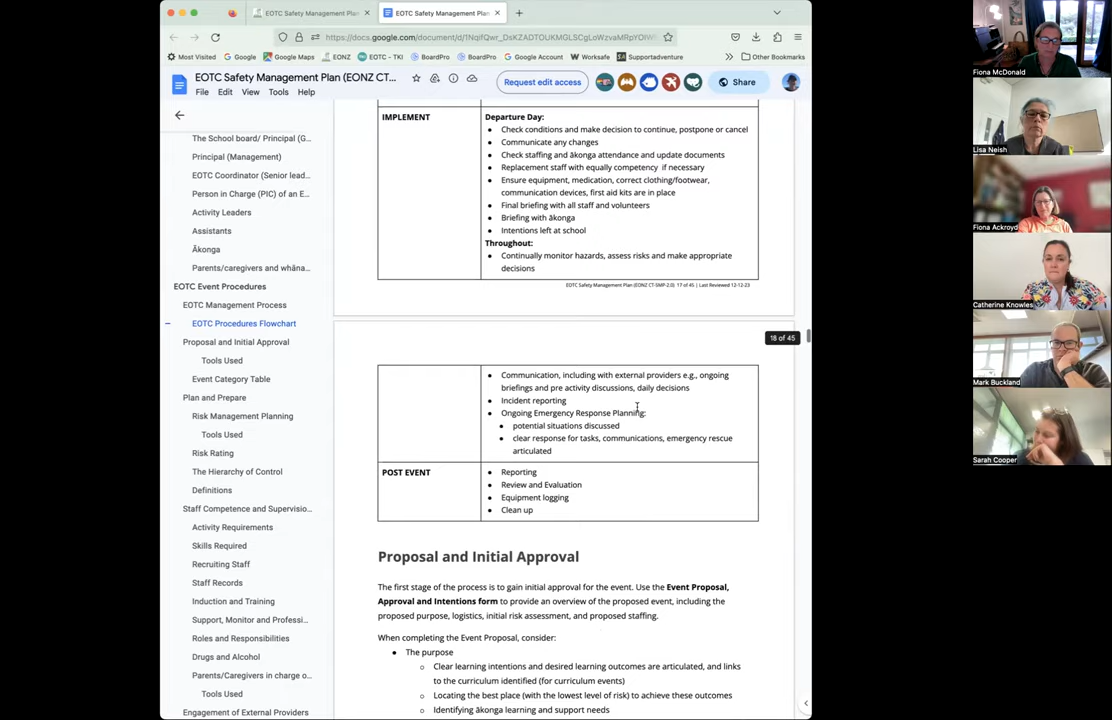 EOTC Safety Management Plan
EOTC Safety Management Plan
Most Visited
Google
Google Maps
EONZ
EOTC - TKI
BoardPro
BoardPro
Google Account
Worksafe
Supportadventure
Other Bookmarks
EOTC Safety Management Plan (EONZ CT...
Request edit access
Share
File Edit View Tools Help
The School board/ Principal (G...
Principal (Management)
EOTC Coordinator (Senior lead...
Person in Charge (PIC) of an E...
Activity Leaders
Assistants
Ākonga
Parents/caregivers and whāna...
EOTC Event Procedures
EOTC Management Process
EOTC Procedures Flowchart
Proposal and Initial Approval
Tools Used
Event Category Table
Plan and Prepare
Risk Management Planning
Tools Used
Risk Rating
The Hierarchy of Control
Definitions
Staff Competence and Supervisio...
Activity Requirements
Skills Required
Recruiting Staff
Staff Records
Induction and Training
Support, Monitor and Professi...
Roles and Responsibilities
Drugs and Alcohol
Parents/Caregivers in charge o...
Tools Used
Engagement of External Providers
IMPLEMENT
Departure Day:
● Check conditions and make decision to continue, postpone or cancel
● Communicate any changes
● Check staffing and ākonga attendance and update documents
● Replacement staff with equally competency if necessary
● Ensure equipment, medication, correct clothing/footwear,
communication devices, first aid kits are in place
● Final briefing with all staff and volunteers
● Briefing with ākonga
● Intentions left at school
Throughout:
● Continually monitor hazards, assess risks and make appropriate
decisions
EOTC Safety Management Plan (EONZ CT-SMP-2.0) 17 of 45 | Last Reviewed 12-12-23
18 of 45
● Communication, including with external providers e.g., ongoing
briefings and pre activity discussions, daily decisions
● Incident reporting
● Ongoing Emergency Response Planning:
● potential situations discussed
● clear response for tasks, communications, emergency rescue
articulated
POST EVENT
● Reporting
● Review and Evaluation
● Equipment logging
● Clean up
Proposal and Initial Approval
The first stage of the process is to gain initial approval for the event. Use the Event Proposal,
Approval and Intentions form to provide an overview of the proposed event, including the
proposed purpose, logistics, initial risk assessment, and proposed staffing.
When completing the Event Proposal, consider:
● The purpose
○ Clear learning intentions and desired learning outcomes are articulated, and links
to the curriculum identified (for curriculum events)
○ Locating the best place (with the lowest level of risk) to achieve these outcomes
○ Identifying ākonga learning and support needs
Fiona McDonald
Lisa Neish
Fiona Ackroyd
Catherine Knowles
Mark Buckland
Sarah Cooper